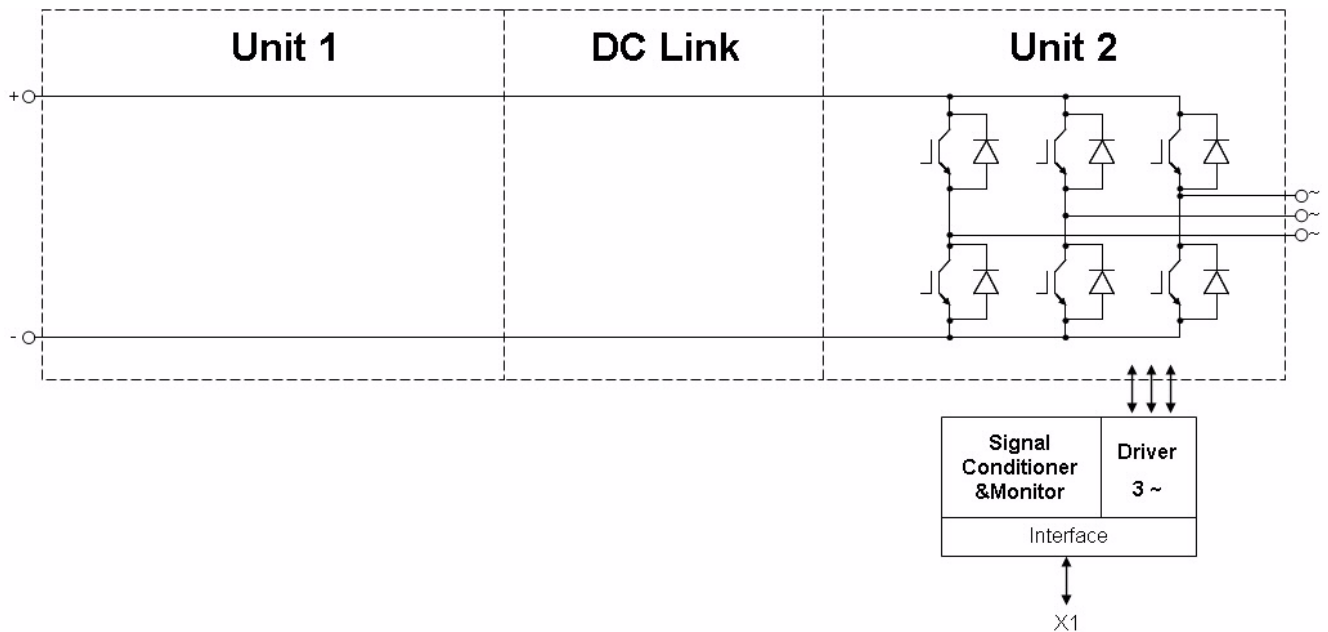 Unit 1
DC Link
Unit 2
+
~
~
~
-
Signal
Conditioner
&Monitor
Driver
3 ~
Interface
X1